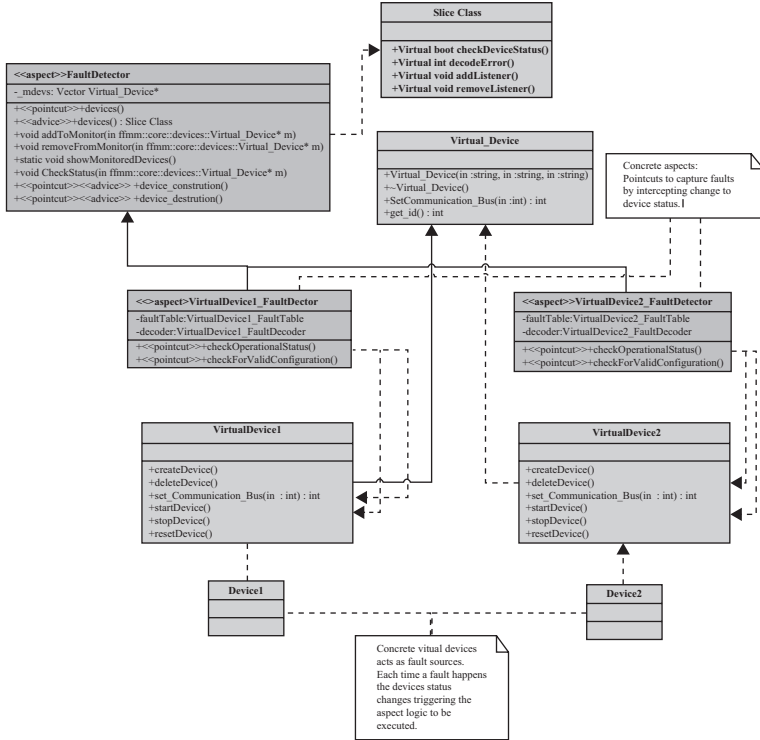 Slice Class
+Virtual boot checkDeviceStatus()
+Virtual int decodeError()
+Virtual void addListener()
+Virtual void removeListener()
<<aspect>>FaultDetector
-_mdevs: Vector Virtual_Device*
+<<pointcut>>+devices()
+<<advice>>+devices() : Slice Class
+void addToMonitor(in ffmm::core::devices::Virtual_Device* m)
+void removeFromMonitor(in ffmm::core::devices::Virtual_Device* m)
+static void showMonitoredDevices()
+void CheckStatus(in ffmm::core::devices::Virtual_Device* m)
+<<pointcut>><<advice>> +device_constrution()
+<<pointcut>><<advice>> +device_destrution()
Virtual_Device
+Virtual_Device(in :string, in :string, in :string)
+~Virtual_Device()
+SetCommunication_Bus(in :int) : int
+get_id() : int
Concrete aspects:
Pointcuts to capture faults
by intercepting change to
device status.
<<>aspect>VirtualDevice1_FaultDector
-faultTable:VirtualDevice1_FaultTable
-decoder:VirtualDevice1_FaultDecoder
+<<pointcut>>+checkOperationalStatus()
+<<pointcut>>+checkForValidConfiguration()
<<aspect>>VirtualDevice2_FaultDetector
-faultTable:VirtualDevice2_FaultTable
-decoder:VirtualDevice2_FaultDecoder
+<<pointcut>>+checkOperationalStatus()
+<<pointcut>>+checkForValidConfiguration()
VirtualDevice1
+createDevice()
+deleteDevice()
+set_Communication_Bus(in : int) : int
+startDevice()
+stopDevice()
+resetDevice()
VirtualDevice2
+createDevice()
+deleteDevice()
+set_Communication_Bus(in : int) : int
+startDevice()
+stopDevice()
+resetDevice()
Device1
Device2
Concrete vitual devices
acts as fault sources.
Each time a fault happens
the devices status
changes triggering the
aspect logic to be
executed.